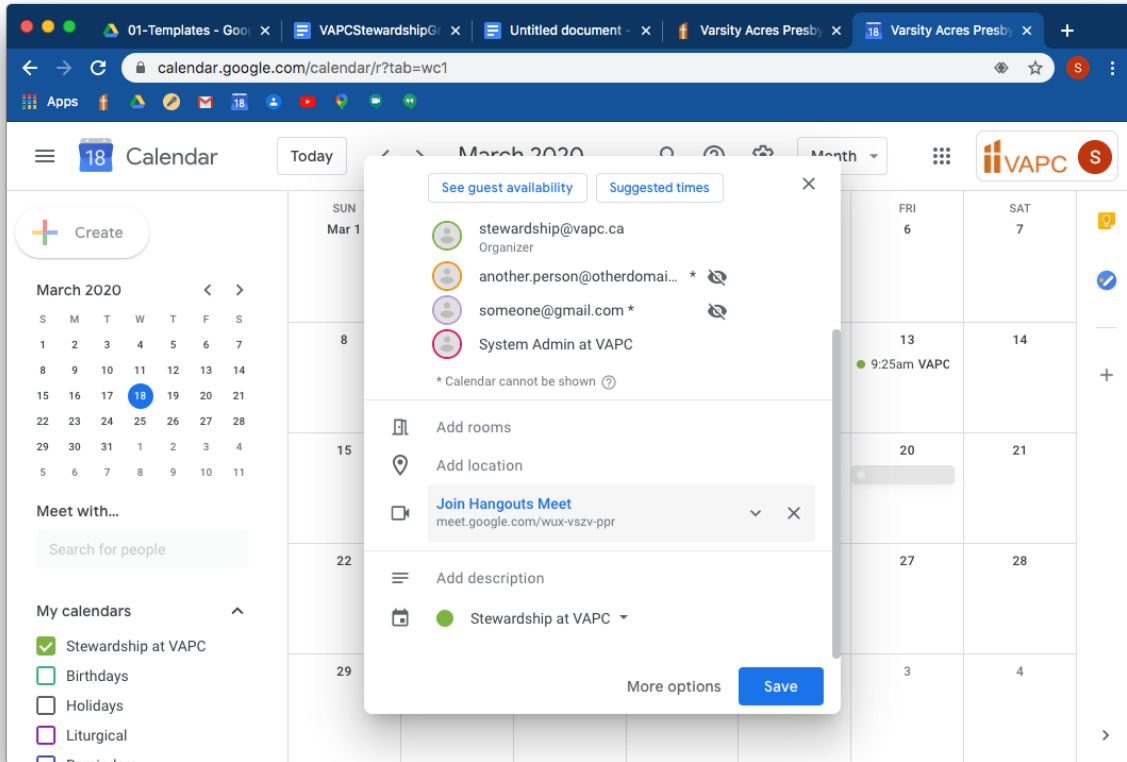 01-Templates - Goo
VAPCStewardshipGr
Untitled document -
Varsity Acres Presby
18 Varsity Acres Presby
calendar.google.com/calendar/r?tab=wc1
S
Apps
18
18 Calendar
Today
March 2020
Month
VAPC
S
Create
March 2020
S M T W T F S
1 2 3 4 5 6 7
8 9 10 11 12 13 14
15 16 17 18 19 20 21
22 23 24 25 26 27 28
29 30 31 1 2 3 4
5 6 7 8 9 10 11
Meet with...
Search for people
My calendars
Stewardship at VAPC
Birthdays
Holidays
Liturgical
Reminders
SUN
Mar 1
FRI
6
SAT
7
8
13
9:25am VAPC
14
15
20
21
22
27
28
29
3
4
See guest availability
Suggested times
stewardship@vapc.ca
Organizer
another.person@otherdomai... *
someone@gmail.com *
System Admin at VAPC
* Calendar cannot be shown ?
Add rooms
Add location
Join Hangouts Meet
meet.google.com/wux-vszv-ppr
Add description
Stewardship at VAPC
More options
Save